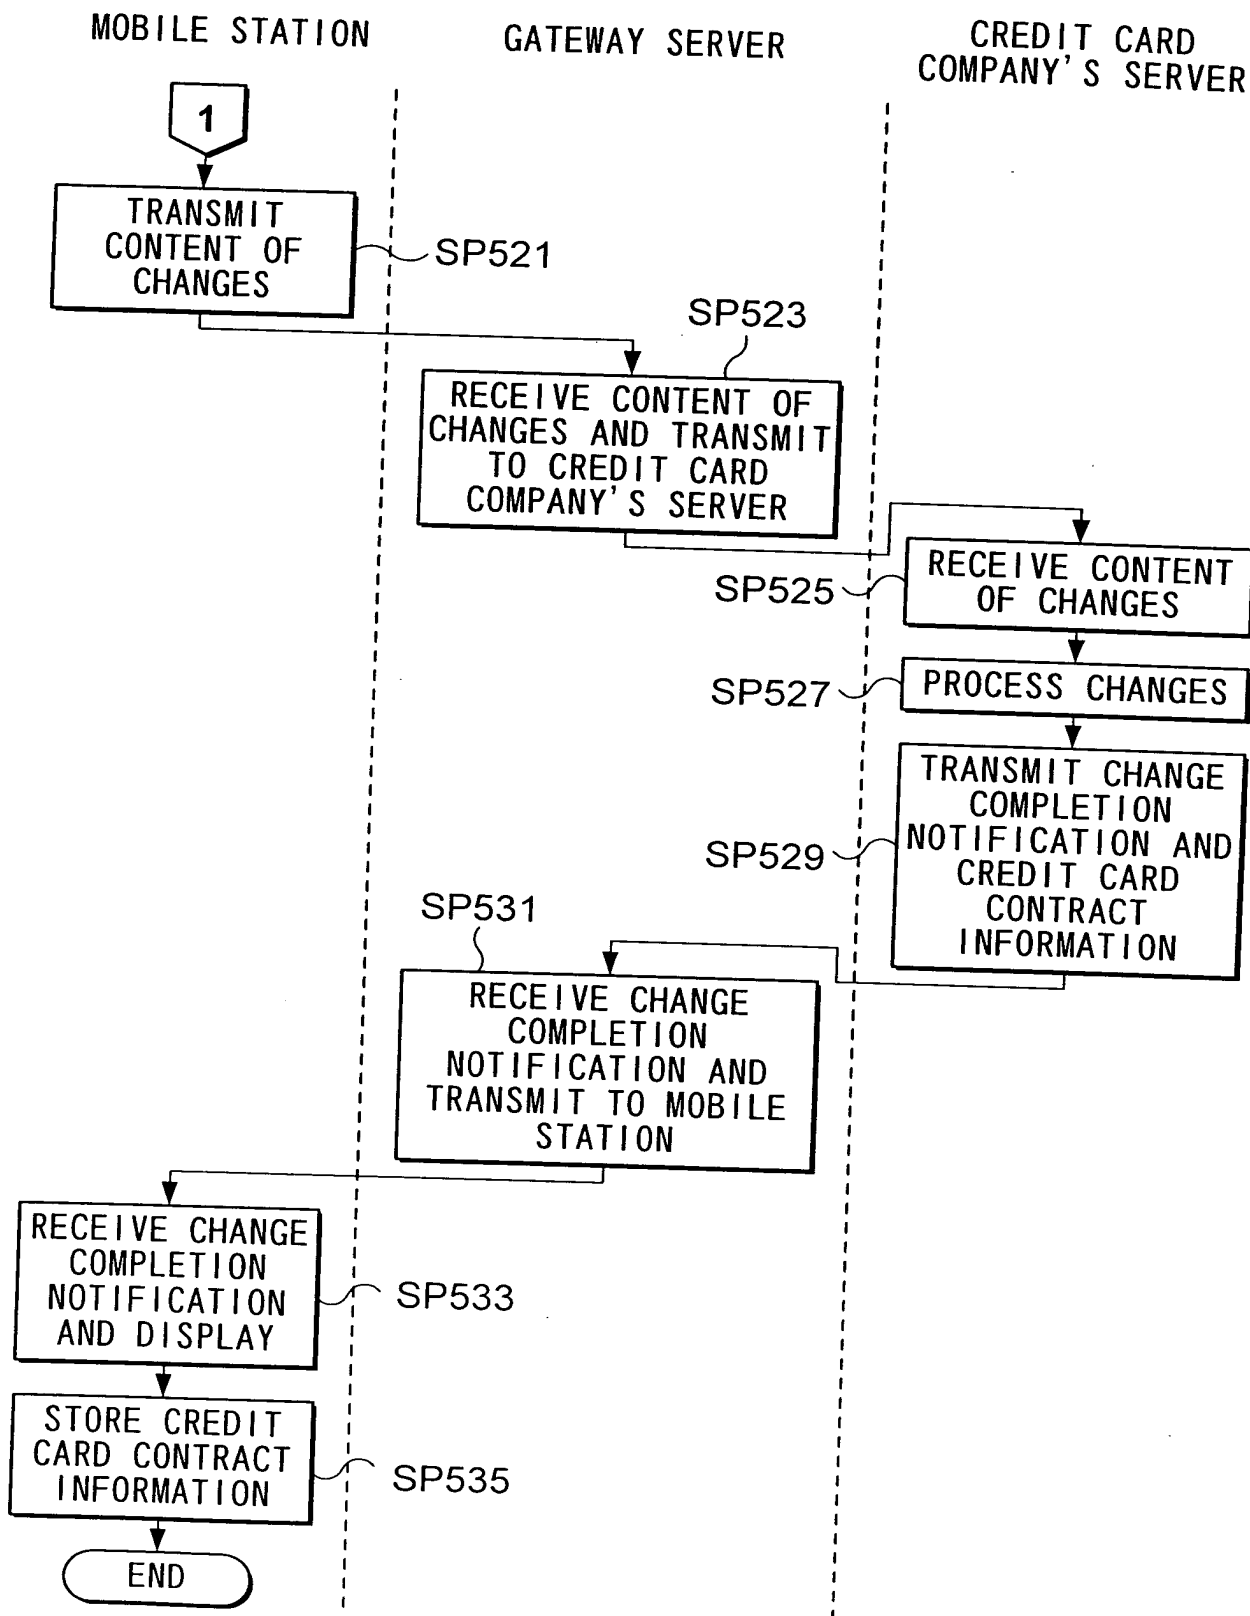 MOBILE STATION
GATEWAY SERVER
CREDIT CARD
COMPANY'S SERVER
1
TRANSMIT
CONTENT OF
CHANGES
SP521
SP523
RECEIVE CONTENT OF
CHANGES AND TRANSMIT
TO CREDIT CARD
COMPANY'S SERVER
SP525
RECEIVE CONTENT
OF CHANGES
SP527
PROCESS CHANGES
SP529
TRANSMIT CHANGE
COMPLETION
NOTIFICATION AND
CREDIT CARD
CONTRACT
INFORMATION
SP531
RECEIVE CHANGE
COMPLETION
NOTIFICATION AND
TRANSMIT TO MOBILE
STATION
RECEIVE CHANGE
COMPLETION
NOTIFICATION
AND DISPLAY
SP533
STORE CREDIT
CARD CONTRACT
INFORMATION
SP535
END